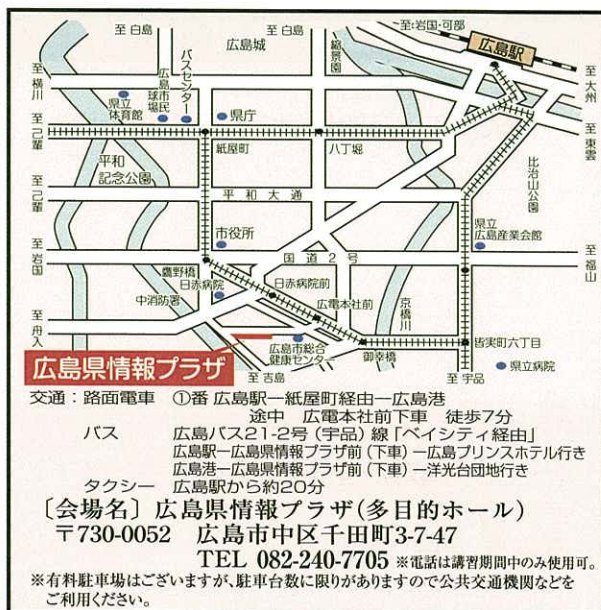 至白島
至白島
至:岩国・可部
広島駅
広島城
縮景園
至横川
バスセンター
広島市民球場
県立体育館
県庁
至大州
至己斐
紙屋町
八丁堀
至東雲
平和記念公園
比治山公園
至己斐
平和大通
市役所
県立広島産業会館
至岩国
国道2号
至福山
鷹野橋
日赤病院
日赤病院前
中消防署
広電本社前
京橋川
至舟入
広島市総合健康センター
御幸橋
皆実町六丁目
県立病院
広島県情報プラザ
至吉島
至宇品
交通:路面電車 ①番 広島駅―紙屋町経由―広島港
途中 広電本社前下車 徒歩7分
バス 広島バス21-2号(宇品)線「ベイシティ経由」
広島駅―広島県情報プラザ前(下車)―広島プリンスホテル行き
広島港―広島県情報プラザ前(下車)―洋光台団地行き
タクシー 広島駅から約20分
〔会場名〕広島県情報プラザ(多目的ホール)
〒730-0052 広島市中区千田町3-7-47
TEL 082-240-7705 ※電話は講習期間中のみ使用可。
※有料駐車場はございますが、駐車台数に限りがありますので公共交通機関などを
ご利用ください。